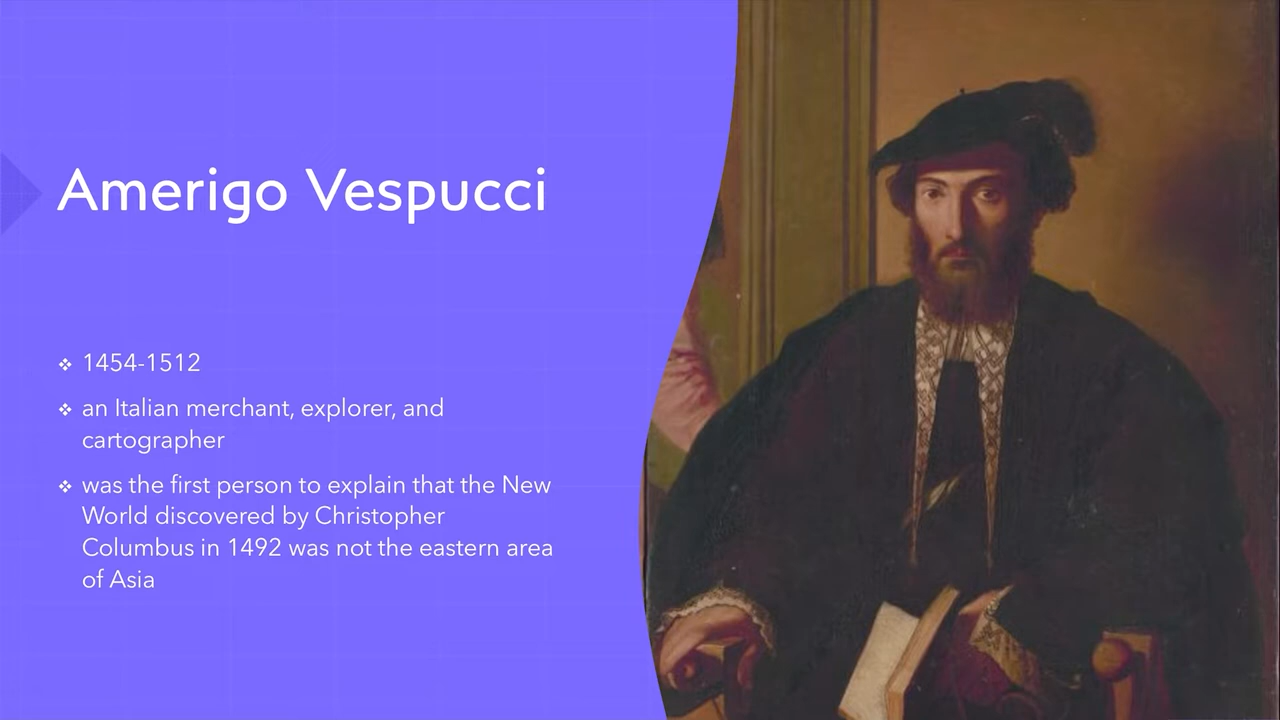 Amerigo Vespucci
❖ 1454-1512
❖ an Italian merchant, explorer, and
cartographer
❖ was the first person to explain that the New
World discovered by Christopher
Columbus in 1492 was not the eastern area
of Asia